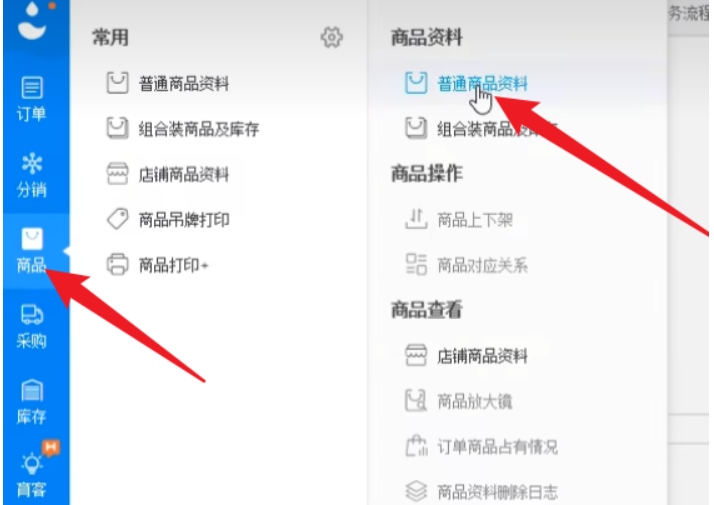 务流程
订单
分销
商品
采购
库存
育客
常用
普通商品资料
组合装商品及库存
店铺商品资料
商品吊牌打印
商品打印+
商品资料
普通商品资料
组合装商品及库存
商品操作
商品上下架
商品对应关系
商品查看
店铺商品资料
商品放大镜
订单商品占有情况
商品资料删除日志